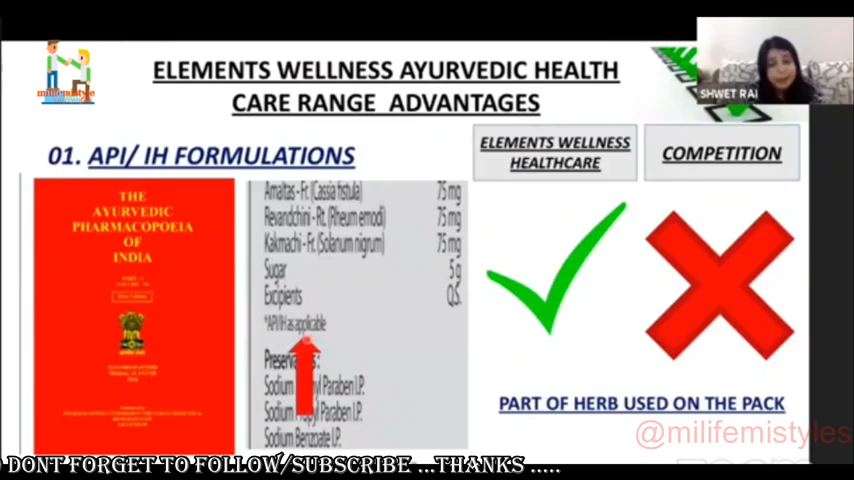 ELEMENTS WELLNESS AYURVEDIC HEALTH
CARE RANGE ADVANTAGES
SHWET RAI
milifemistyle
01. API/ IH FORMULATIONS
ELEMENTS WELLNESS
HEALTHCARE
COMPETITION
THE
AYURVEDIC
PHARMACOPOEIA
OF
INDIA
Amaltas - Fr. (Cassia fistula) 75 mg
Revandchini - Rt. (Rheum emodi) 75 mg
Kakmachi - Fr. (Solanum nigrum) 75 mg
Sugar 5 g
Excipients Q.S.
*API/IH as applicable
Sodium Paraben I.P.
Sodium Paraben I.P.
Sodium Benzoate I.P.
PART OF HERB USED ON THE PACK
@milifemistyles
DONT FORGET TO FOLLOW/SUBSCRIBE ...THANKS .....